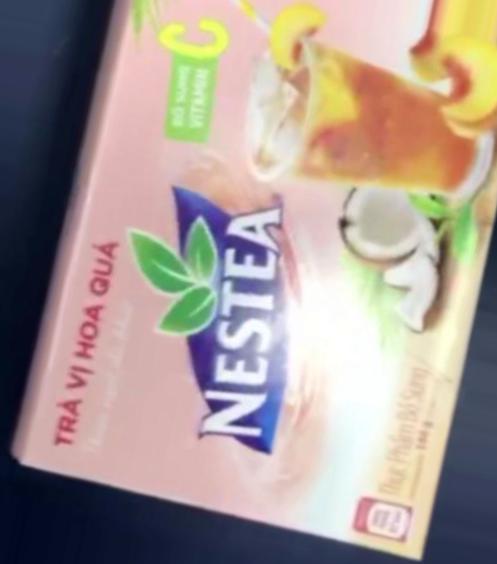 TRÀ VỊ HOA QUẢ
NESTEA
BỔ SUNG
VITAMIN
C
Thực Phẩm Bổ Sung